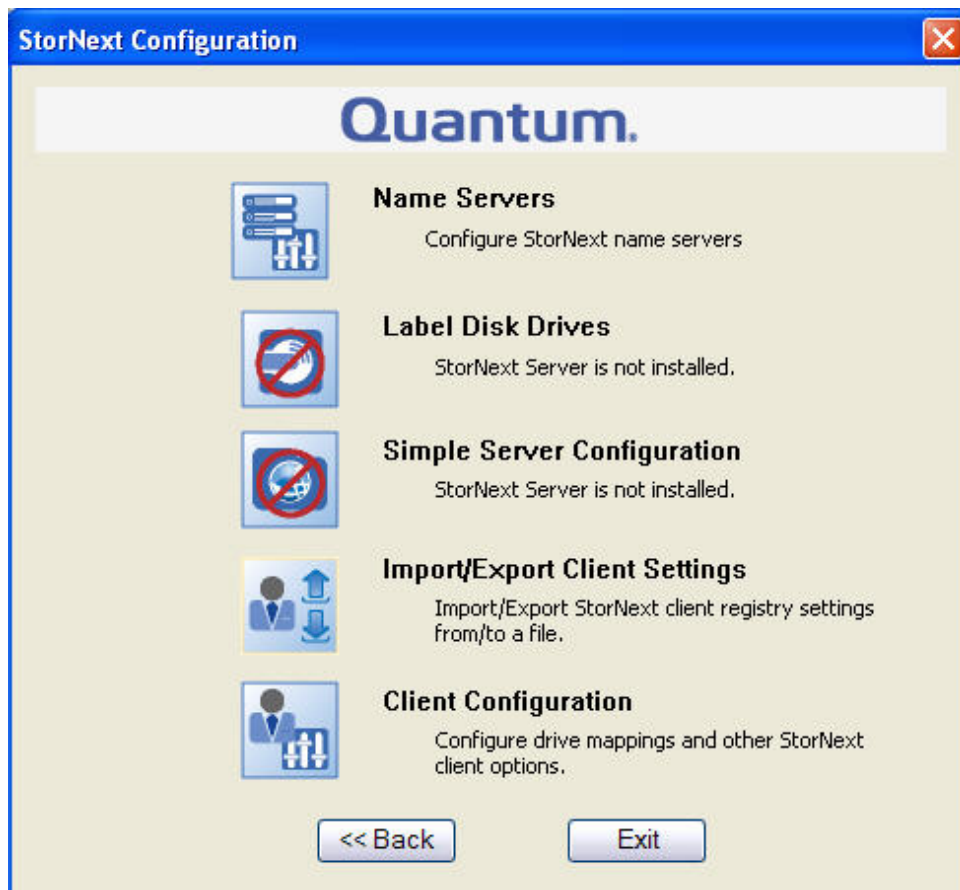 StorNext Configuration
Quantum.
Name Servers
Configure StorNext name servers
Label Disk Drives
StorNext Server is not installed.
Simple Server Configuration
StorNext Server is not installed.
Import/Export Client Settings
Import/Export StorNext client registry settings
from/to a file.
Client Configuration
Configure drive mappings and other StorNext
client options.
<< Back
Exit